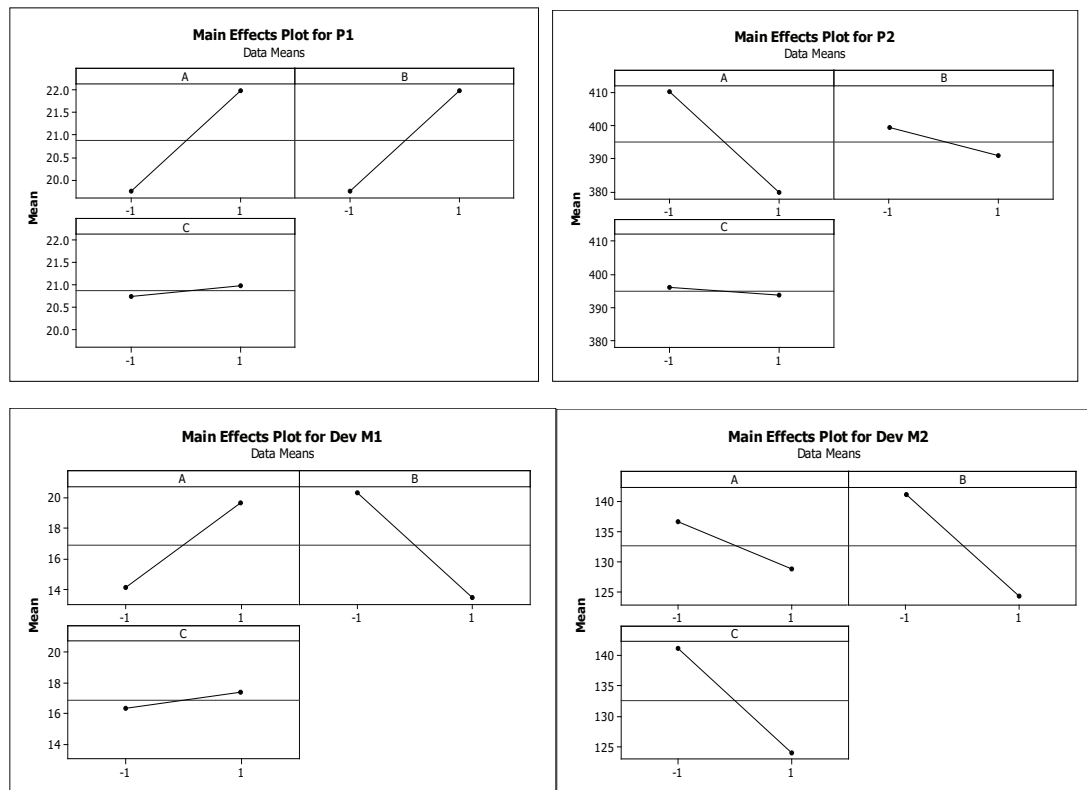 Main Effects Plot for P1
Data Means
A
B
22.0
21.5
21.0
20.5
20.0
-1
1
-1
1
C
22.0
21.5
21.0
20.5
20.0
-1
1
Mean
Main Effects Plot for P2
Data Means
A
B
410
400
390
380
-1
1
-1
1
C
410
400
390
380
-1
1
Mean
Main Effects Plot for Dev M1
Data Means
A
B
20
18
16
14
-1
1
-1
1
C
20
18
16
14
-1
1
Mean
Main Effects Plot for Dev M2
Data Means
A
B
140
135
130
125
-1
1
-1
1
C
140
135
130
125
-1
1
Mean